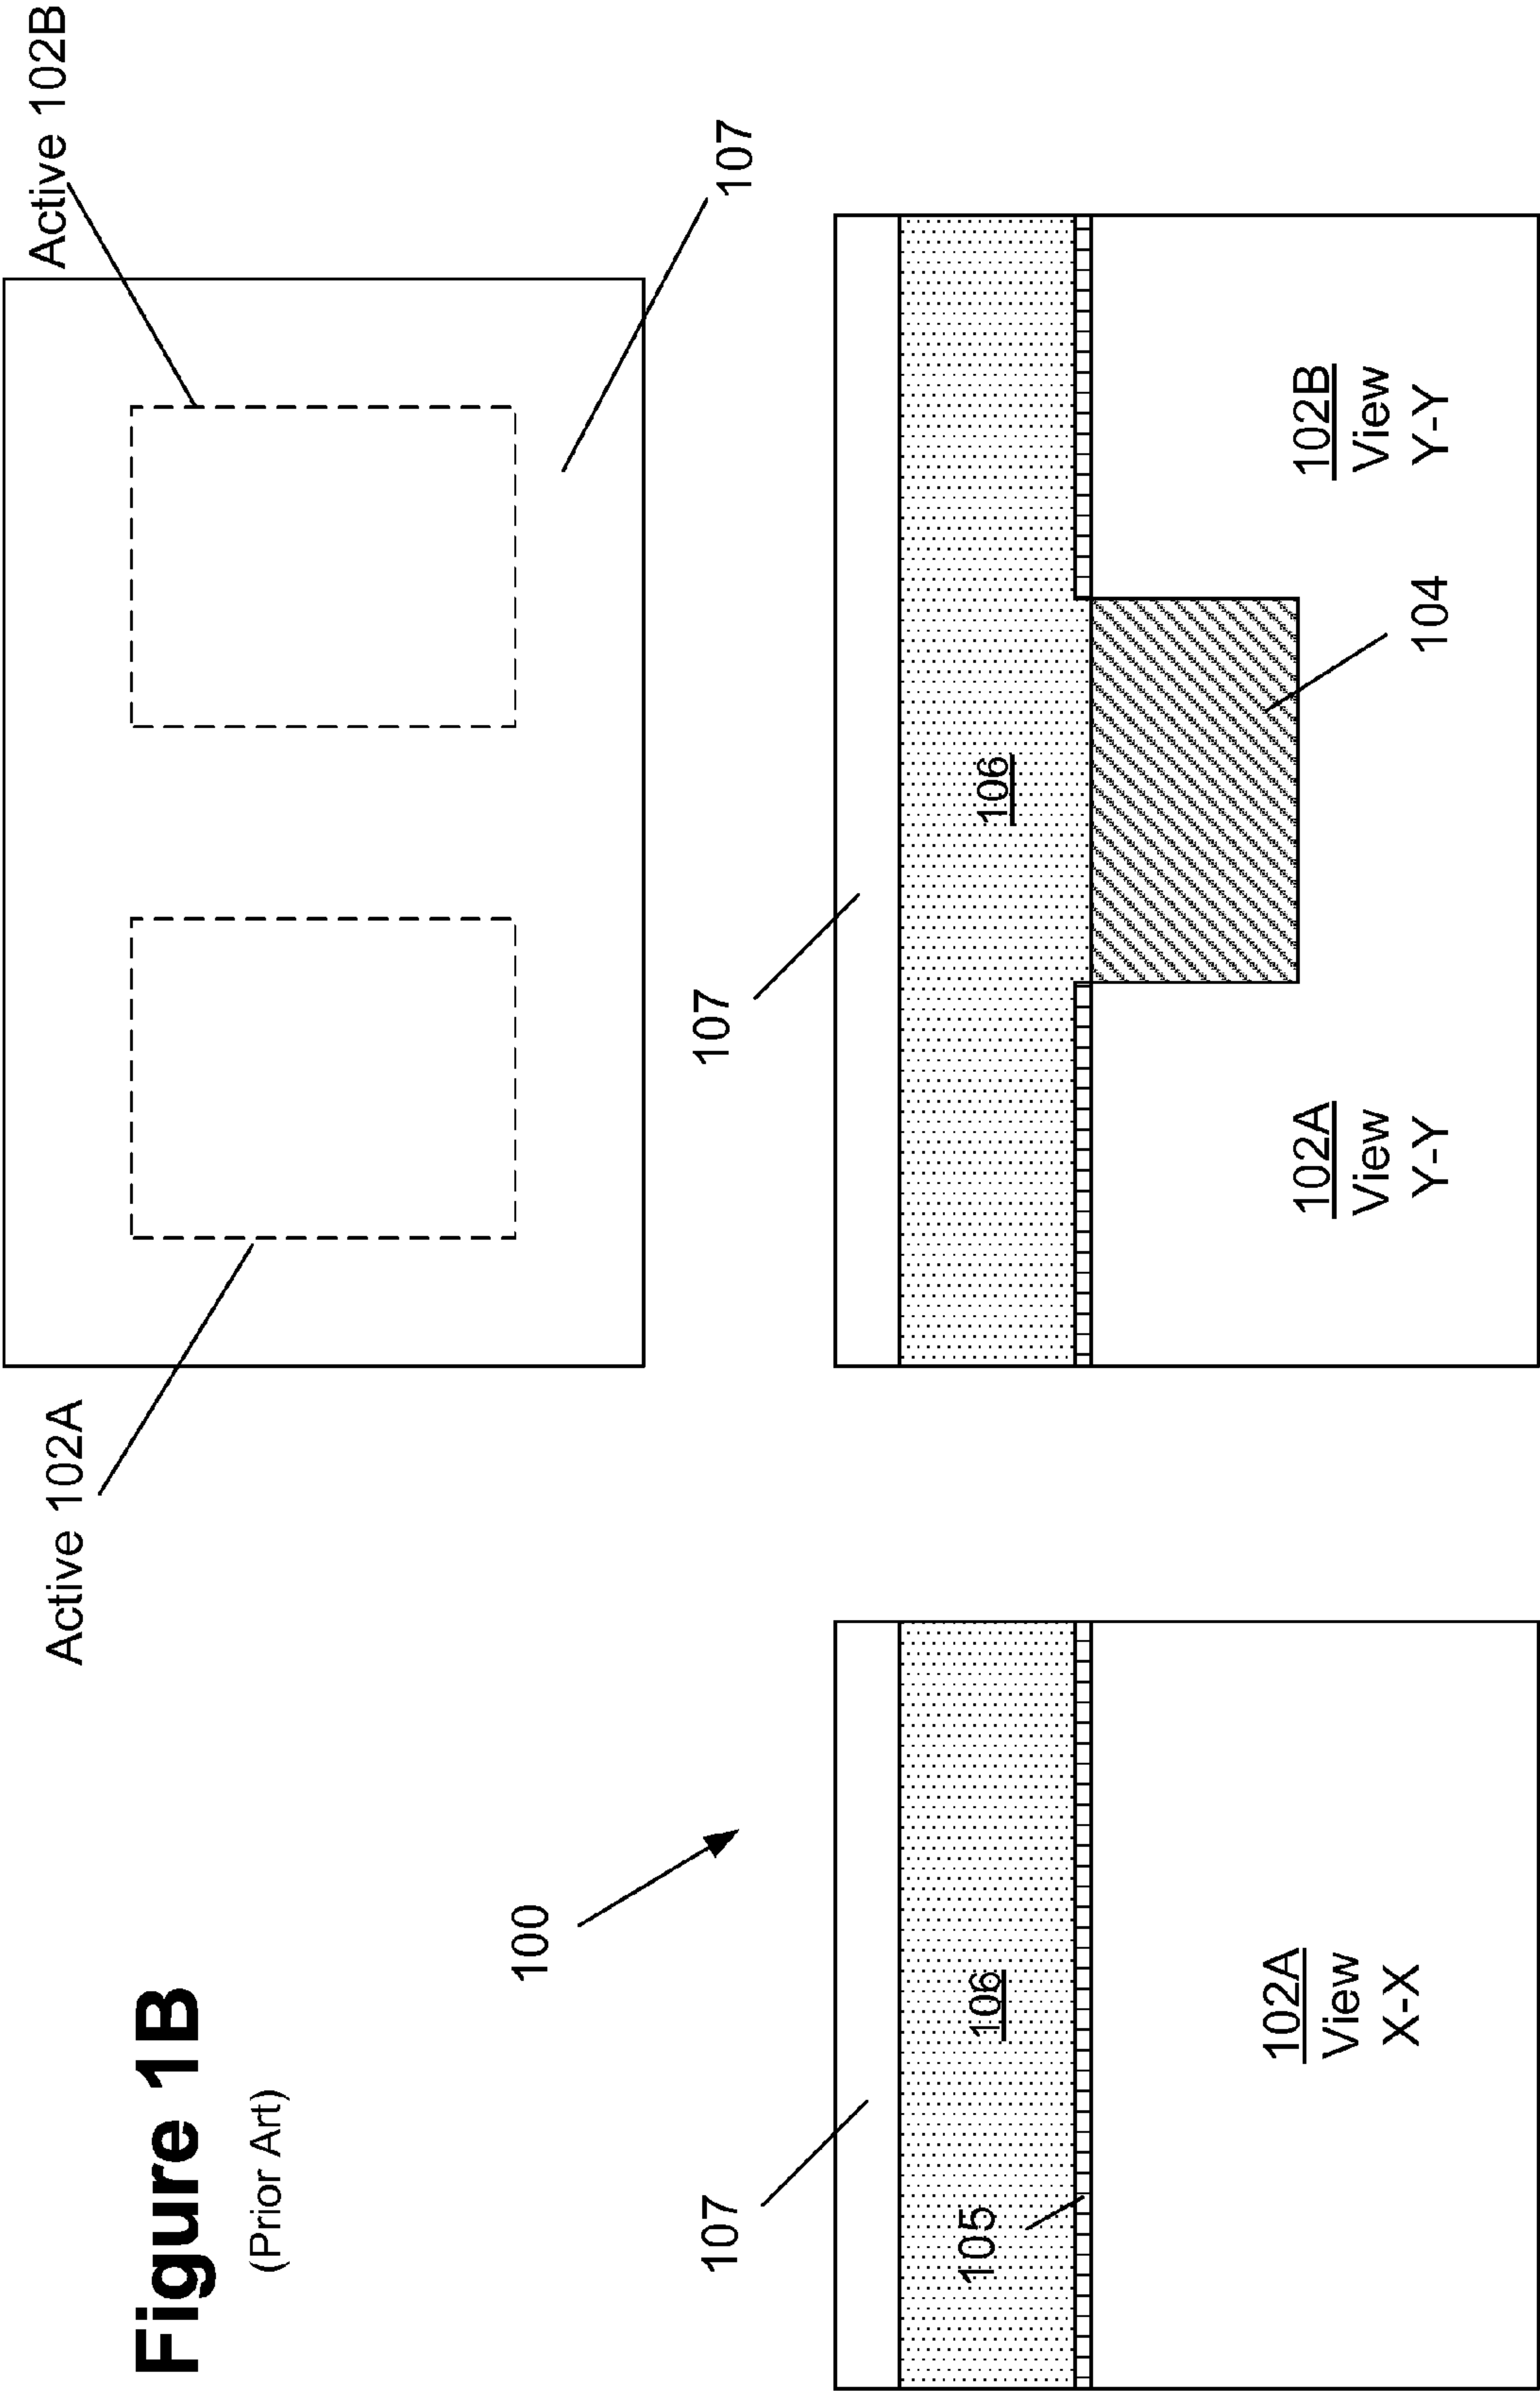 Figure 1B
(Prior Art)
Active 102A
Active 102B
107
100
107
105
106
102A
View
X-X
107
106
102A
View
Y-Y
102B
View
Y-Y
104